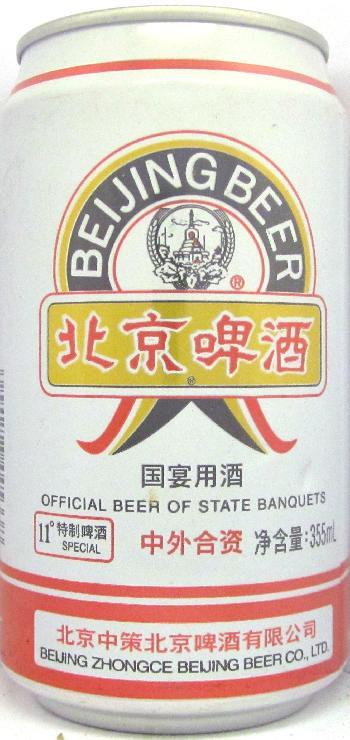 BEIJING BEER
®
北京啤酒
®
国宴用酒
OFFICIAL BEER OF STATE BANQUETS
11° 特制啤酒
SPECIAL
中外合资 净含量:355mL
北京中策北京啤酒有限公司
BEIJING ZHONGCE BEIJING BEER CO., LTD.